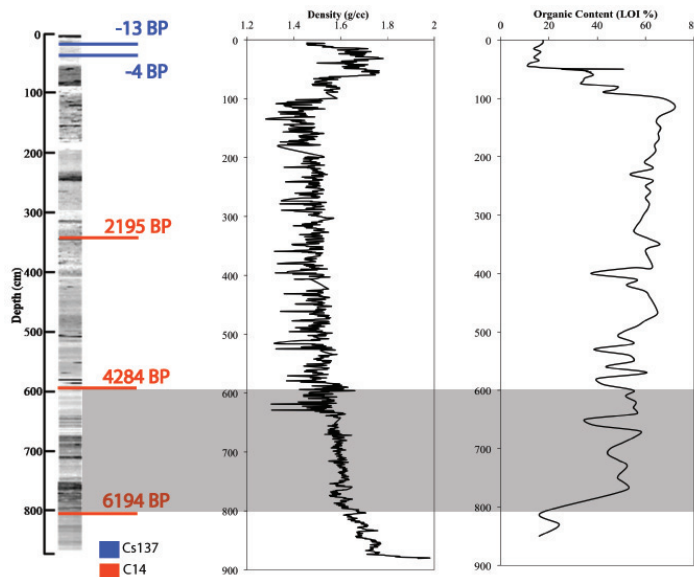 Density (g/cc)
1.2 1.4 1.6 1.8 2
Organic Content (LOI %)
0 20 40 60 80
Depth (cm)
0
100
200
300
400
500
600
700
800
-13 BP
-4 BP
2195 BP
4284 BP
6194 BP
Cs137
C14
0
100
200
300
400
500
600
700
800
900
0
100
200
300
400
500
600
700
800
900